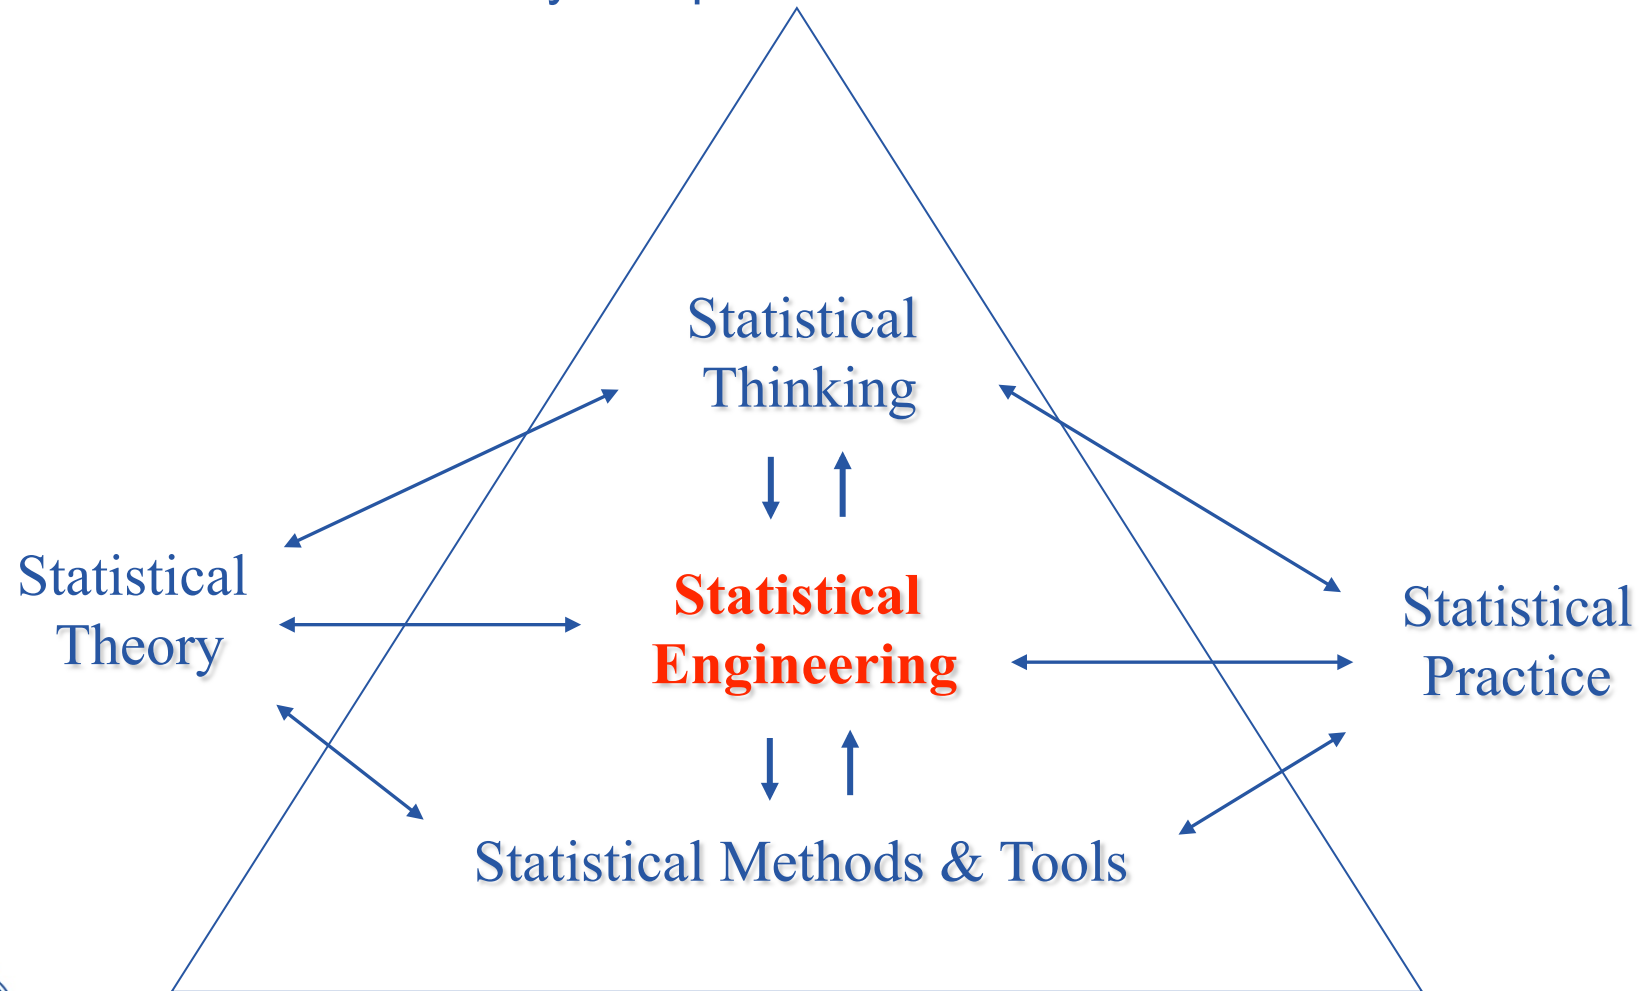 Statistical
Thinking
Statistical
Theory
Statistical
Engineering
Statistical
Practice
Statistical Methods & Tools